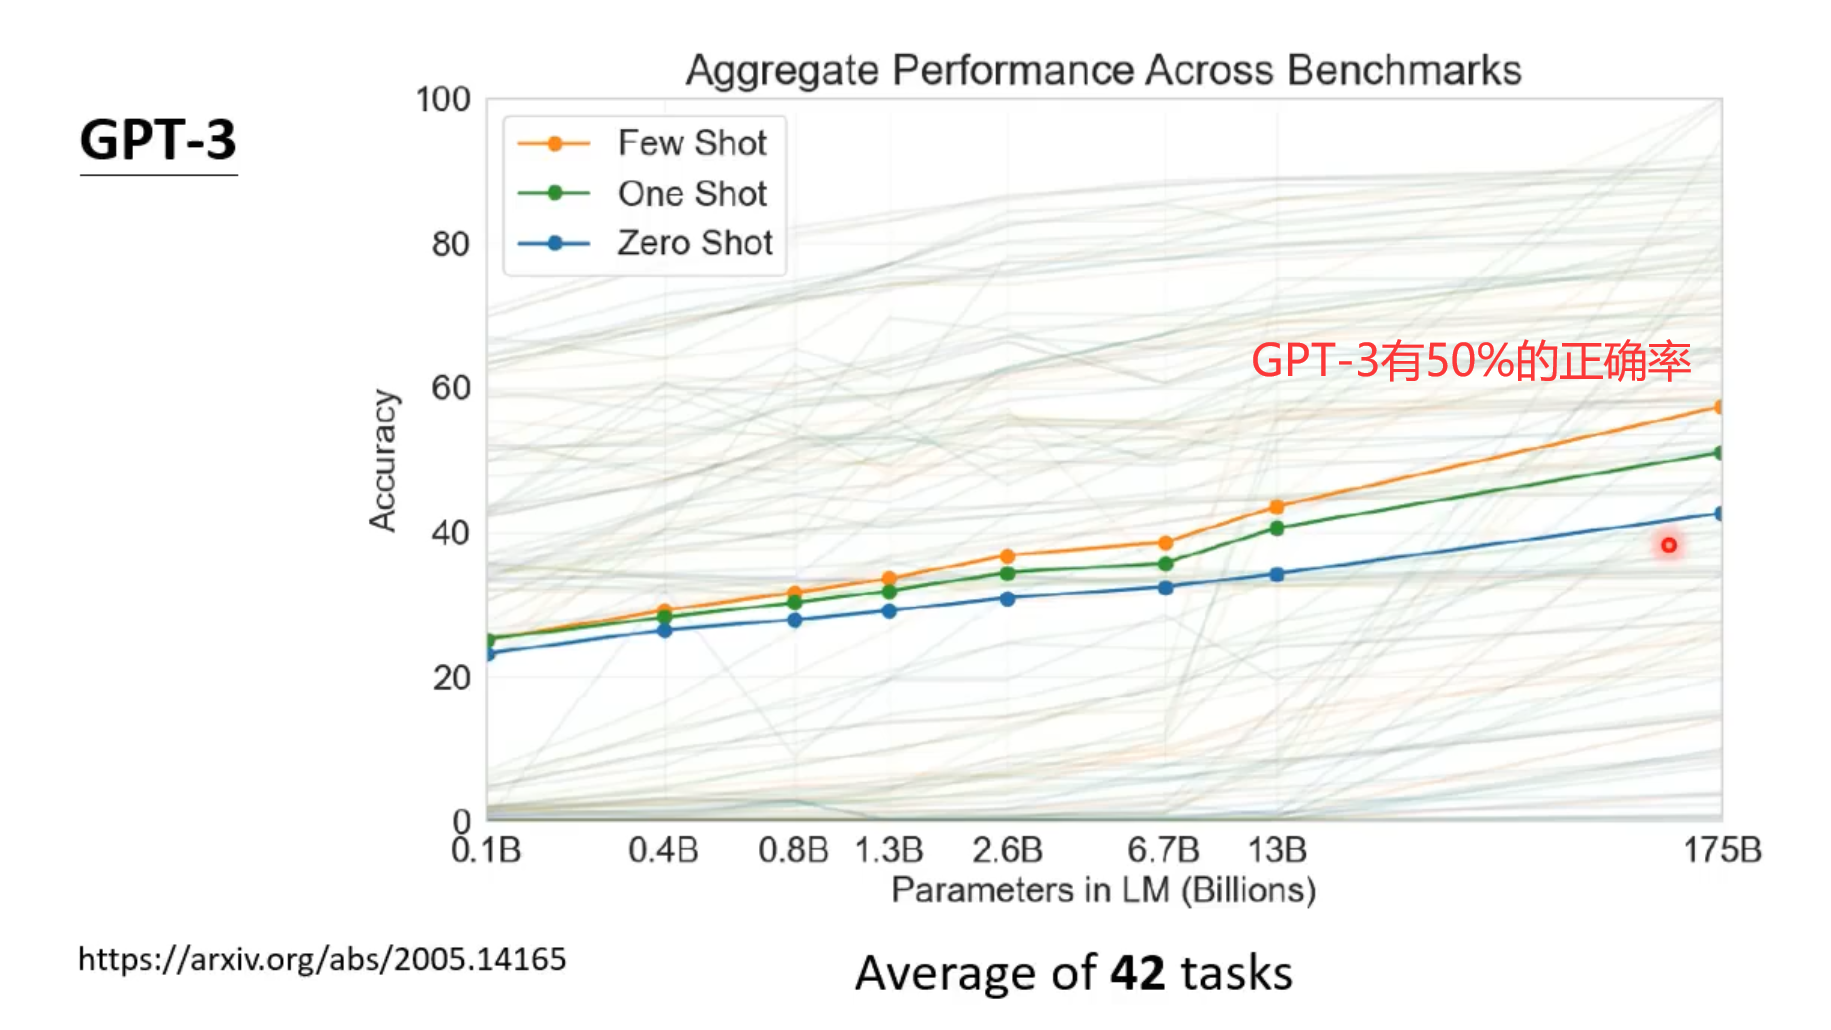 GPT-3
Aggregate Performance Across Benchmarks
Few Shot
One Shot
Zero Shot
GPT-3有50%的正确率
Accuracy
100
80
60
40
20
0
0.1B 0.4B 0.8B 1.3B 2.6B 6.7B 13B 175B
Parameters in LM (Billions)
https://arxiv.org/abs/2005.14165
Average of 42 tasks